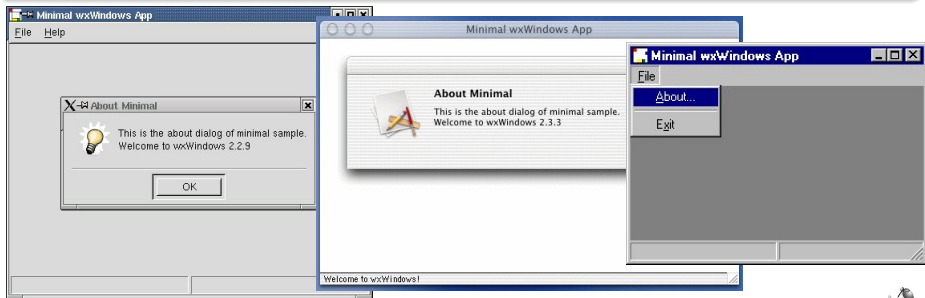 Minimal wxWindows App
File Help
About Minimal
This is the about dialog of minimal sample.
Welcome to wxWindows 2.2.9
OK
Minimal wxWindows App
About Minimal
This is the about dialog of minimal sample.
Welcome to wxWindows 2.3.3
Welcome to wxWindows!
Minimal wxWindows App
File
About...
Exit